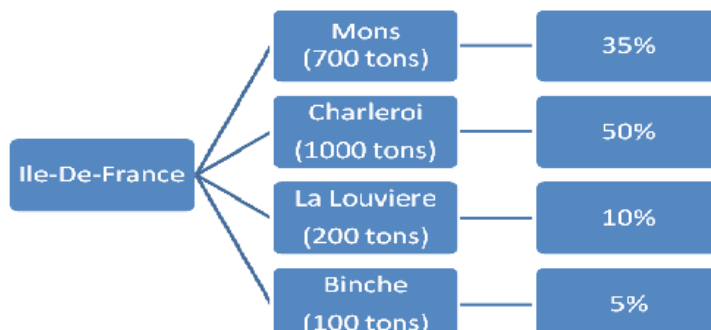 Mons
(700 tons)
35%
Charleroi
(1000 tons)
50%
Ile-De-France
La Louviere
(200 tons)
10%
Binche
(100 tons)
5%